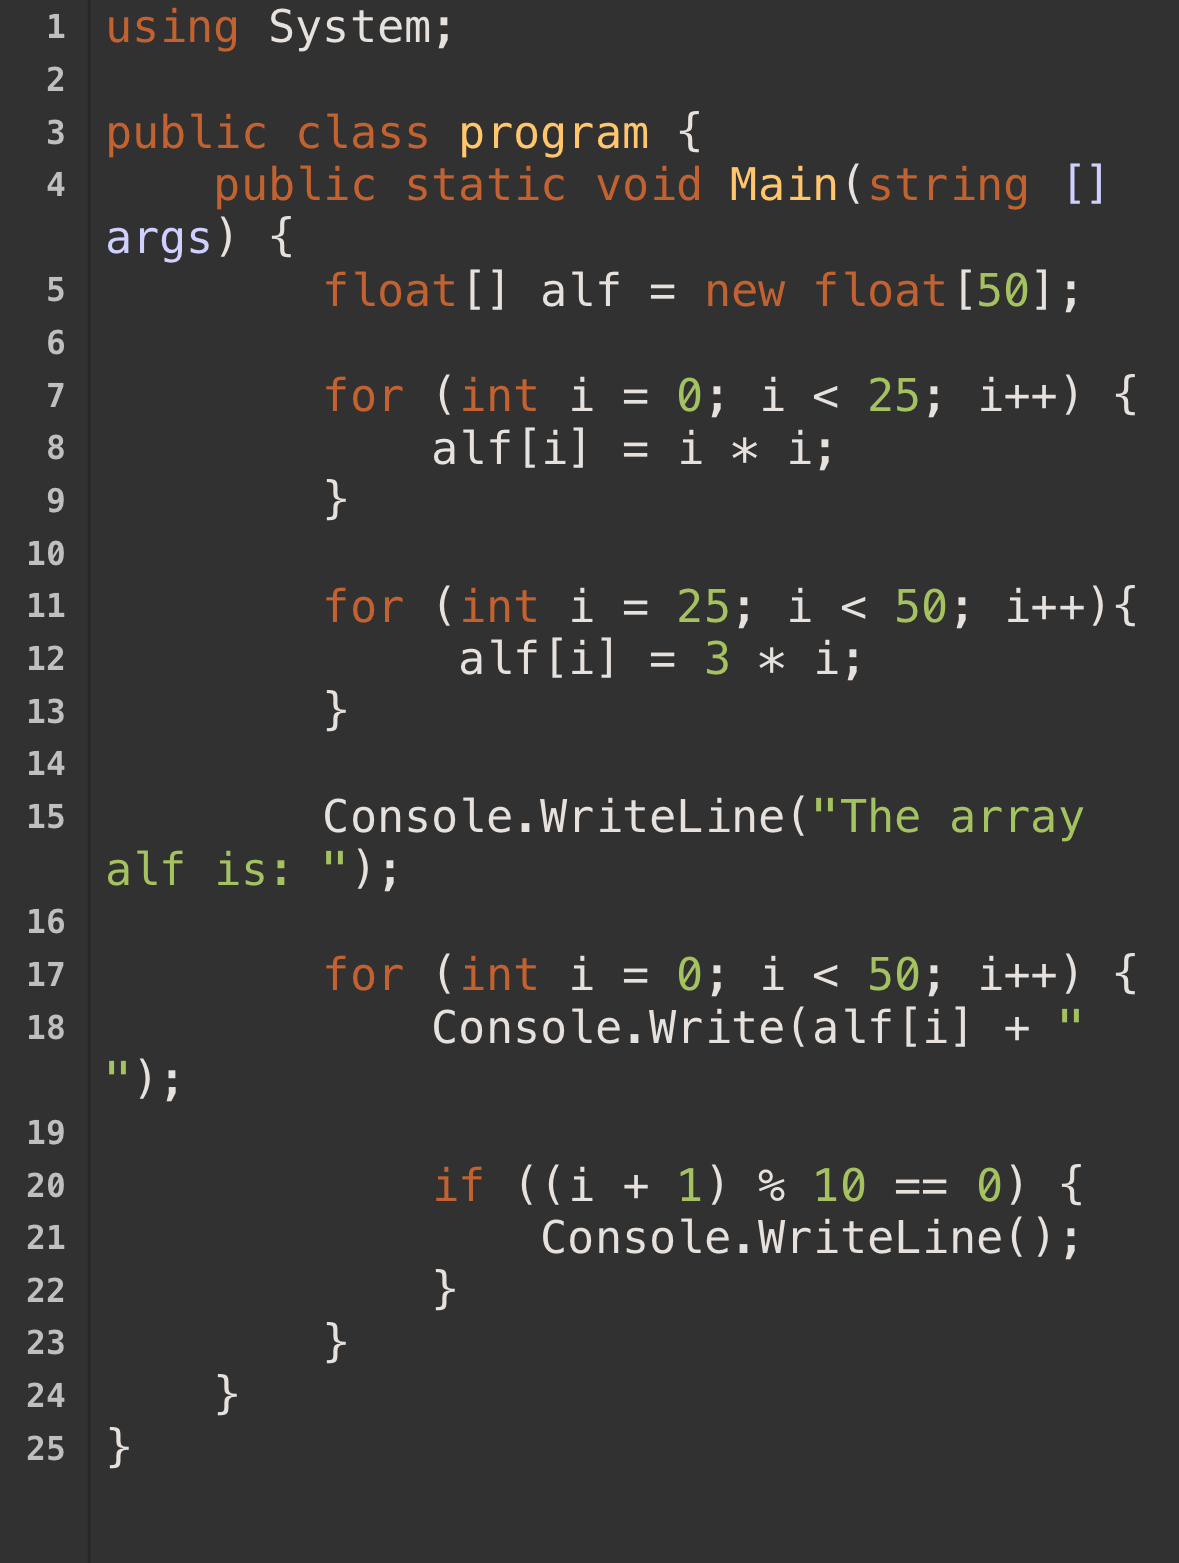 1 using System;
2
3 public class program {
4     public static void Main(string []
args) {
5         float[] alf = new float[50];
6
7         for (int i = 0; i < 25; i++) {
8             alf[i] = i * i;
9         }
10
11         for (int i = 25; i < 50; i++){
12              alf[i] = 3 * i;
13         }
14
15         Console.WriteLine("The array
alf is: ");
16
17         for (int i = 0; i < 50; i++) {
18             Console.Write(alf[i] + "
");
19
20             if ((i + 1) % 10 == 0) {
21                 Console.WriteLine();
22             }
23         }
24     }
25 }